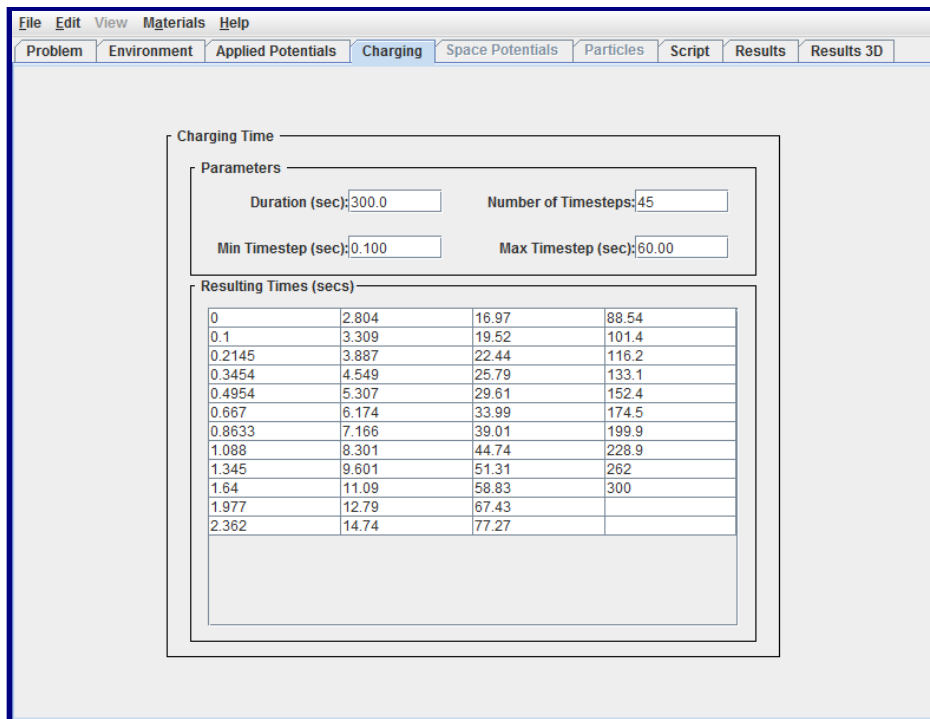 File Edit View Materials Help
Problem Environment Applied Potentials Charging Space Potentials Particles Script Results Results 3D
Charging Time
Parameters
Duration (sec): 300.0 Number of Timesteps: 45
Min Timestep (sec): 0.100 Max Timestep (sec): 60.00
Resulting Times (secs)
0 2.804 16.97 88.54
0.1 3.309 19.52 101.4
0.2145 3.887 22.44 116.2
0.3454 4.549 25.79 133.1
0.4954 5.307 29.61 152.4
0.667 6.174 33.99 174.5
0.8633 7.166 39.01 199.9
1.088 8.301 44.74 228.9
1.345 9.601 51.31 262
1.64 11.09 58.83 300
1.977 12.79 67.43
2.362 14.74 77.27